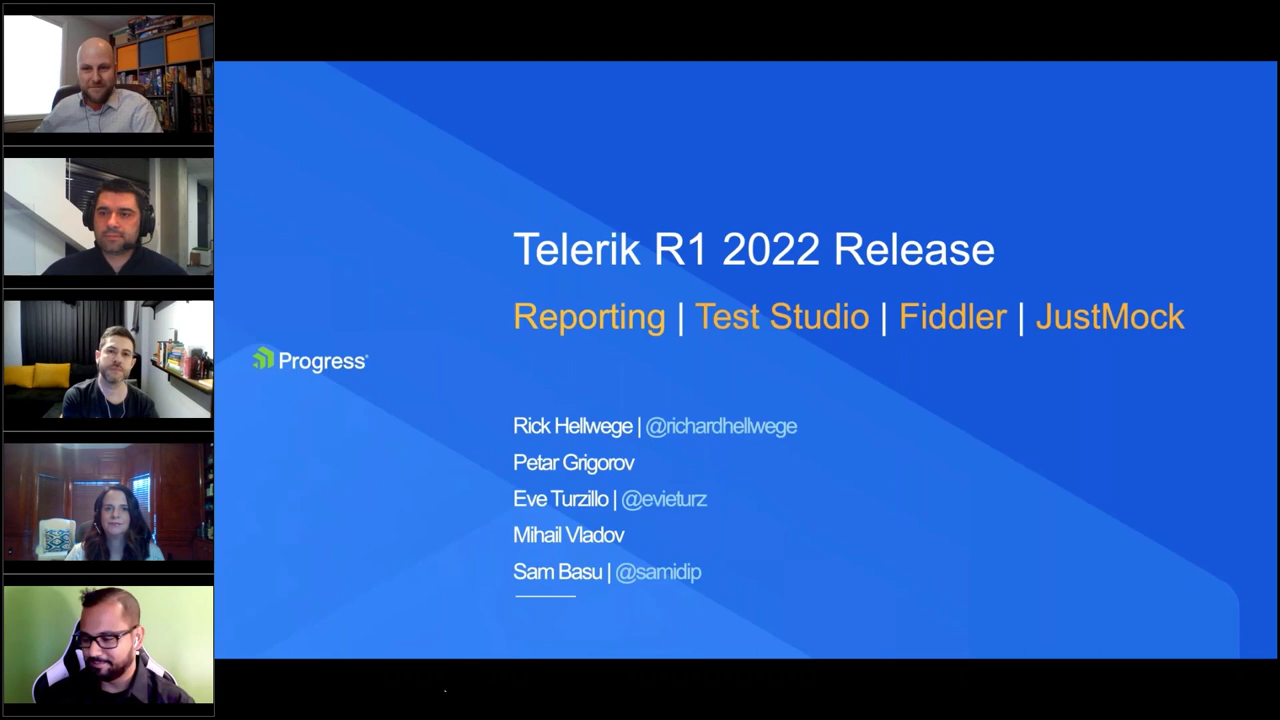 Telerik R1 2022 Release
Reporting | Test Studio | Fiddler | JustMock
Progress®
Rick Hellwege | @richardhellwege
Petar Grigorov
Eve Turzillo | @evieturz
Mihail Vladov
Sam Basu | @samidip